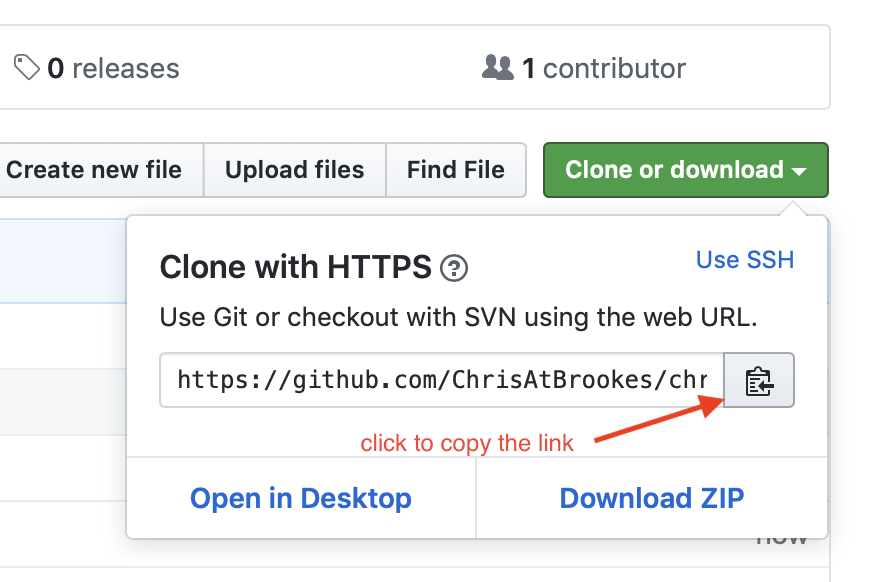 0 releases
1 contributor
Create new file
Upload files
Find File
Clone or download
Clone with HTTPS
Use SSH
Use Git or checkout with SVN using the web URL.
https://github.com/ChrisAtBrookes/chr
click to copy the link
Open in Desktop
Download ZIP
now